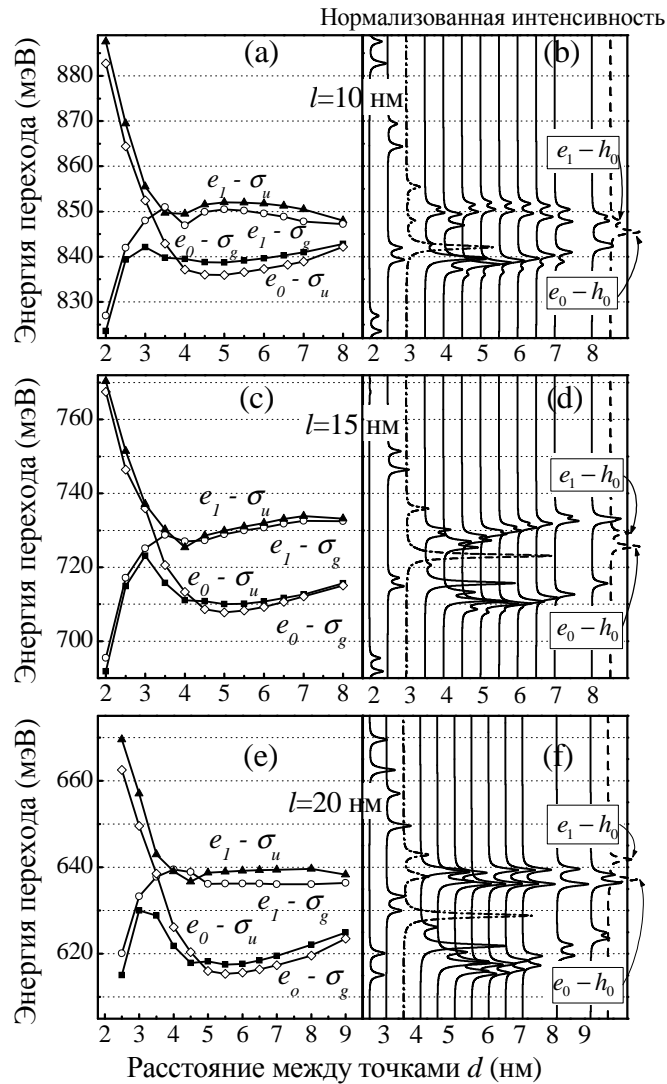 Нормализованная интенсивность
Энергия перехода (мэВ)
880
870
860
850
840
830
(a)
(b)
l=10 нм
e1 - σu
e0 - σg
e1 - σg
e0 - σu
e1 – h0
e0 – h0
2 3 4 5 6 7 8
2 3 4 5 6 7 8
Энергия перехода (мэВ)
760
740
720
700
(c)
(d)
l=15 нм
e1 - σu
e1 - σg
e0 - σu
e0 - σg
e1 – h0
e0 – h0
2 3 4 5 6 7 8
2 3 4 5 6 7 8
Энергия перехода (мэВ)
660
640
620
(e)
(f)
l=20 нм
e1 - σu
e1 - σg
e0 - σu
eo - σg
e1 – h0
e0 – h0
2 3 4 5 6 7 8 9
2 3 4 5 6 7 8 9
Расстояние между точками d (нм)